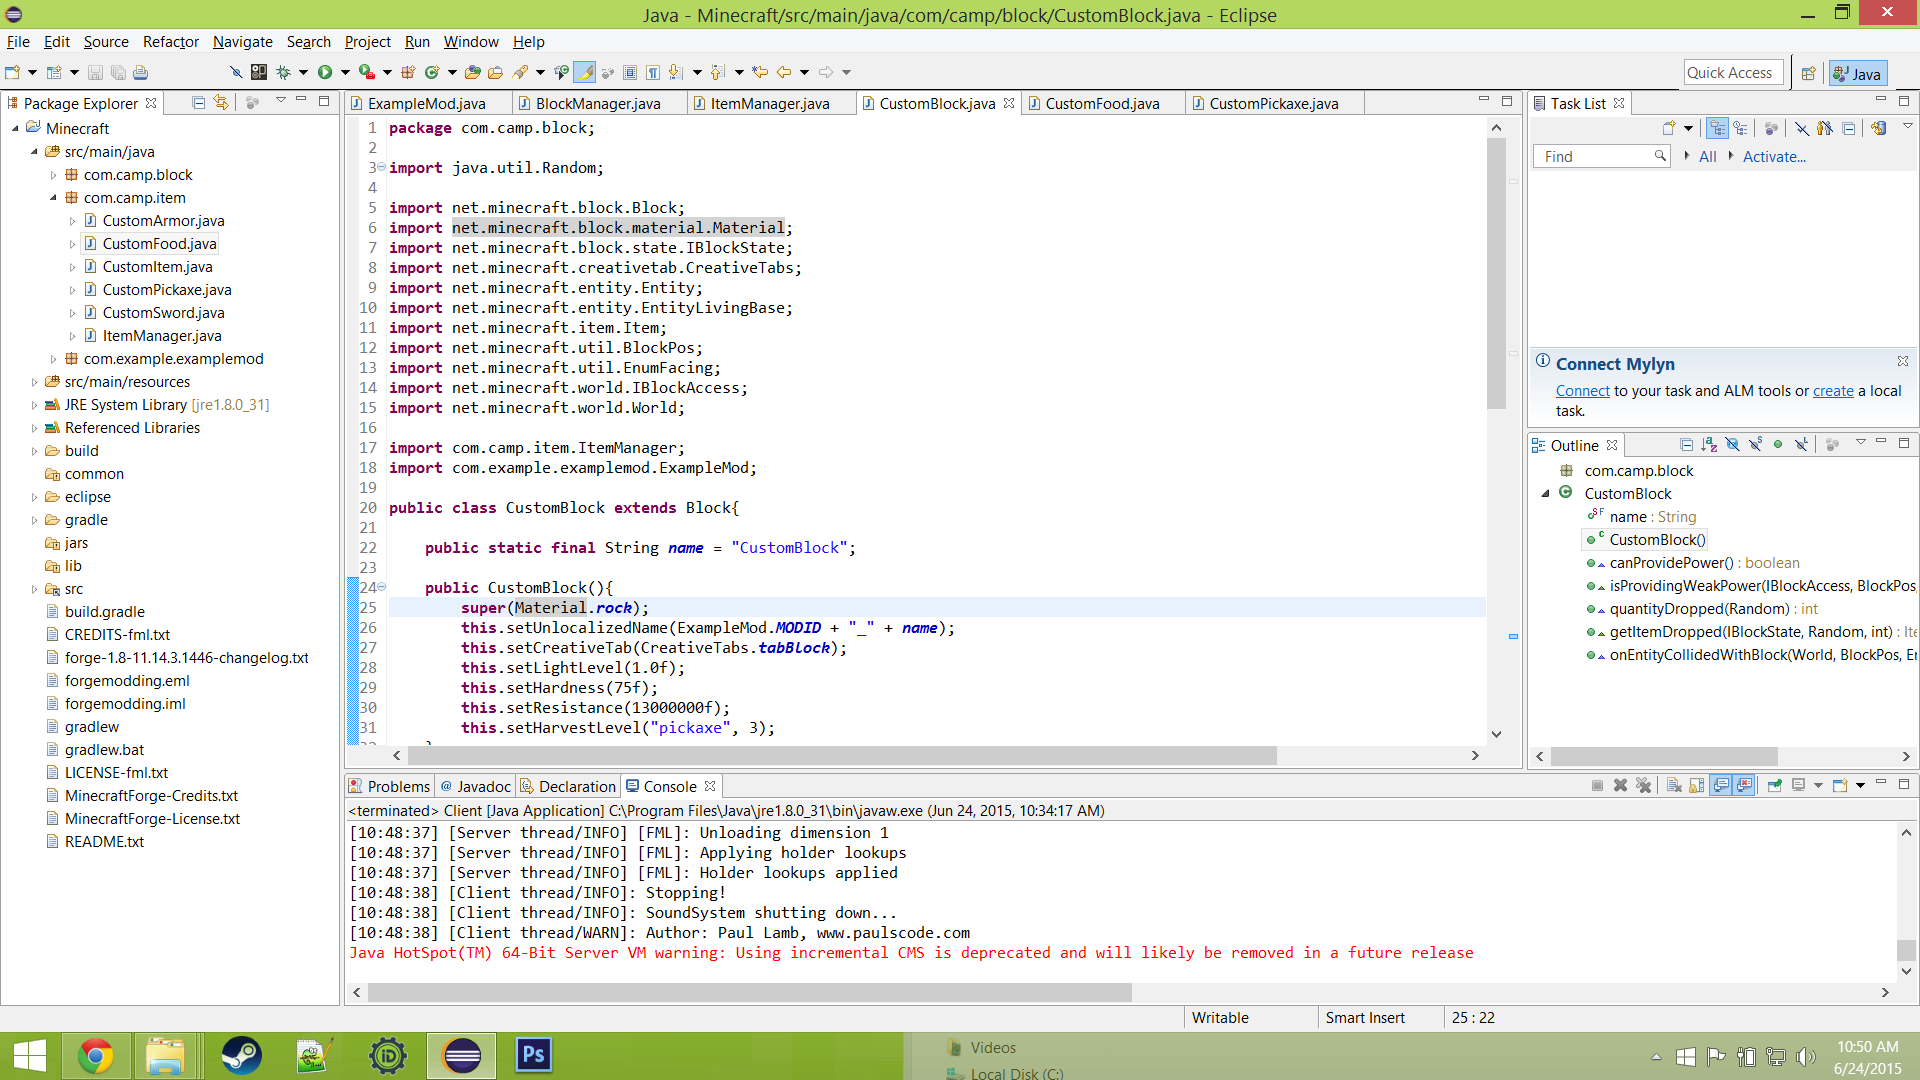 Java - Minecraft/src/main/java/com/camp/block/CustomBlock.java - Eclipse
File Edit Source Refactor Navigate Search Project Run Window Help
Quick Access
Java
Package Explorer
Minecraft
src/main/java
com.camp.block
com.camp.item
CustomArmor.java
CustomFood.java
CustomItem.java
CustomPickaxe.java
CustomSword.java
ItemManager.java
com.example.examplemod
src/main/resources
JRE System Library [jre1.8.0_31]
Referenced Libraries
build
common
eclipse
gradle
jars
lib
src
build.gradle
CREDITS-fml.txt
forge-1.8-11.14.3.1446-changelog.txt
forgemodding.eml
forgemodding.iml
gradlew
gradlew.bat
LICENSE-fml.txt
MinecraftForge-Credits.txt
MinecraftForge-License.txt
README.txt
ExampleMod.java BlockManager.java ItemManager.java CustomBlock.java CustomFood.java CustomPickaxe.java
1 package com.camp.block;
2
3 import java.util.Random;
4
5 import net.minecraft.block.Block;
6 import net.minecraft.block.material.Material;
7 import net.minecraft.block.state.IBlockState;
8 import net.minecraft.creativetab.CreativeTabs;
9 import net.minecraft.entity.Entity;
10 import net.minecraft.entity.EntityLivingBase;
11 import net.minecraft.item.Item;
12 import net.minecraft.util.BlockPos;
13 import net.minecraft.util.EnumFacing;
14 import net.minecraft.world.IBlockAccess;
15 import net.minecraft.world.World;
16
17 import com.camp.item.ItemManager;
18 import com.example.examplemod.ExampleMod;
19
20 public class CustomBlock extends Block{
21
22 public static final String name = "CustomBlock";
23
24 public CustomBlock(){
25 super(Material.rock);
26 this.setUnlocalizedName(ExampleMod.MODID + "_" + name);
27 this.setCreativeTab(CreativeTabs.tabBlock);
28 this.setLightLevel(1.0f);
29 this.setHardness(75f);
30 this.setResistance(13000000f);
31 this.setHarvestLevel("pickaxe", 3);
Task List
Find All Activate...
Connect Mylyn
Connect to your task and ALM tools or create a local
task.
Outline
com.camp.block
CustomBlock
name : String
CustomBlock()
canProvidePower() : boolean
isProvidingWeakPower(IBlockAccess, BlockPos
quantityDropped(Random) : int
getItemDropped(IBlockState, Random, int) : Ite
onEntityCollidedWithBlock(World, BlockPos, En
Problems Javadoc Declaration Console
<terminated> Client [Java Application] C:\Program Files\Java\jre1.8.0_31\bin\javaw.exe (Jun 24, 2015, 10:34:17 AM)
[10:48:37] [Server thread/INFO] [FML]: Unloading dimension 1
[10:48:37] [Server thread/INFO] [FML]: Applying holder lookups
[10:48:37] [Server thread/INFO] [FML]: Holder lookups applied
[10:48:38] [Client thread/INFO]: Stopping!
[10:48:38] [Client thread/INFO]: SoundSystem shutting down...
[10:48:38] [Client thread/WARN]: Author: Paul Lamb, www.paulscode.com
Java HotSpot(TM) 64-Bit Server VM warning: Using incremental CMS is deprecated and will likely be removed in a future release
Writable Smart Insert 25 : 22
iD
Ps
Videos
Local Disk (C:)
10:50 AM
6/24/2015